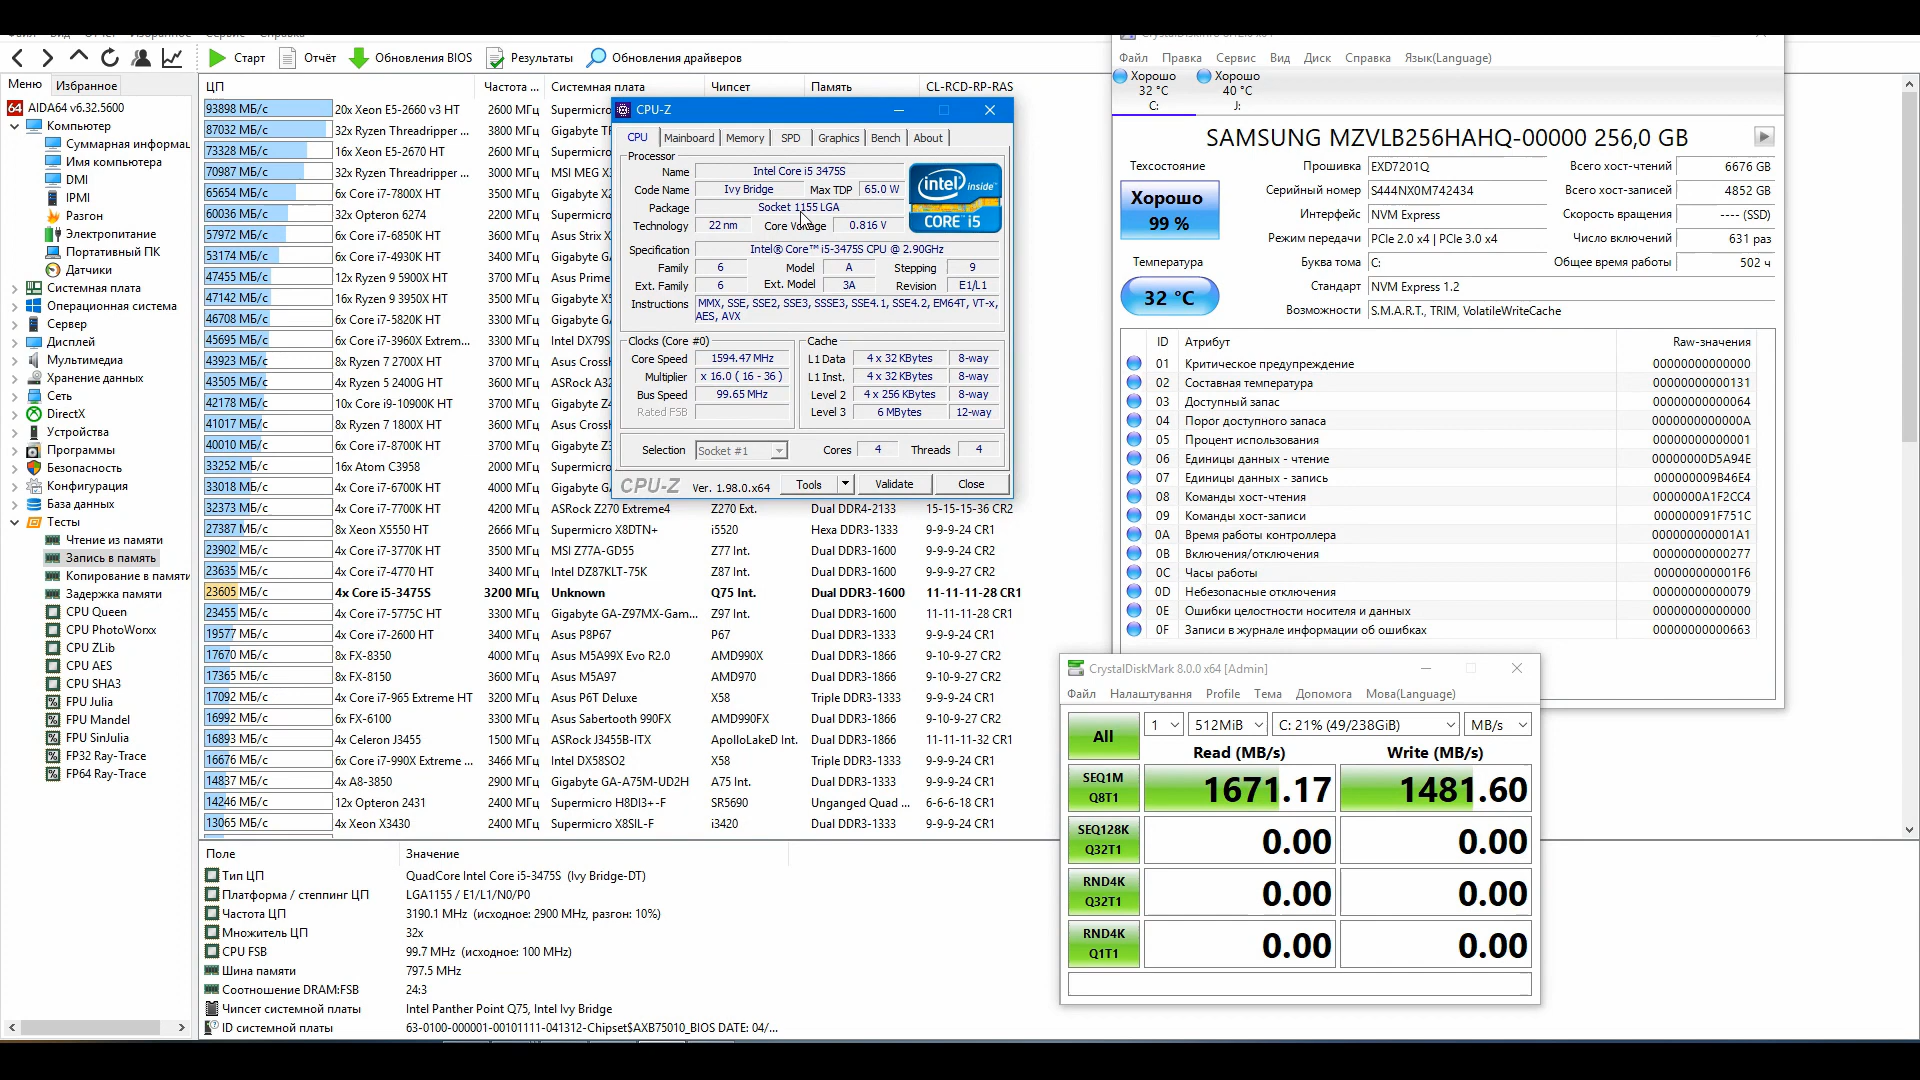 Старт Отчёт Обновления BIOS Результаты Обновления драйверов
Меню Избранное
AIDA64 v6.32.5600
Компьютер
Суммарная информац
Имя компьютера
DMI
IPMI
Разгон
Электропитание
Портативный ПК
Датчики
Системная плата
Операционная система
Сервер
Дисплей
Мультимедиа
Хранение данных
Сеть
DirectX
Устройства
Программы
Безопасность
Конфигурация
База данных
Тесты
Чтение из памяти
Запись в память
Копирование в памяти
Задержка памяти
CPU Queen
CPU PhotoWorxx
CPU ZLib
CPU AES
CPU SHA3
FPU Julia
FPU Mandel
FPU SinJulia
FP32 Ray-Trace
FP64 Ray-Trace
ЦП Частота ... Системная плата Чипсет Память CL-RCD-RP-RAS
93898 МБ/с 20x Xeon E5-2660 v3 HT 2600 МГц Supermicro
87032 МБ/с 32x Ryzen Threadripper ... 3800 МГц Gigabyte TF
73328 МБ/с 16x Xeon E5-2670 HT 2600 МГц Supermicro
70987 МБ/с 32x Ryzen Threadripper ... 3000 МГц MSI MEG X
65654 МБ/с 6x Core i7-7800X HT 3500 МГц Gigabyte X2
60036 МБ/с 32x Opteron 6274 2200 МГц Supermicro
57972 МБ/с 6x Core i7-6850K HT 3600 МГц Asus Strix X
53174 МБ/с 6x Core i7-4930K HT 3400 МГц Gigabyte GA
47455 МБ/с 12x Ryzen 9 5900X HT 3700 МГц Asus Prime
47142 МБ/с 16x Ryzen 9 3950X HT 3500 МГц Gigabyte X5
46708 МБ/с 6x Core i7-5820K HT 3300 МГц Gigabyte GA
45695 МБ/с 6x Core i7-3960X Extrem... 3300 МГц Intel DX79S
43923 МБ/с 8x Ryzen 7 2700X HT 3700 МГц Asus Crossh
43505 МБ/с 4x Ryzen 5 2400G HT 3600 МГц ASRock A32
42178 МБ/с 10x Core i9-10900K HT 3700 МГц Gigabyte Z4
41017 МБ/с 8x Ryzen 7 1800X HT 3600 МГц Asus Crossh
40010 МБ/с 6x Core i7-8700K HT 3700 МГц Gigabyte Z3
33252 МБ/с 16x Atom C3958 2000 МГц Supermicro
33018 МБ/с 4x Core i7-6700K HT 4000 МГц Gigabyte GA
32373 МБ/с 4x Core i7-7700K HT 4200 МГц ASRock Z270 Extreme4 Z270 Ext. Dual DDR4-2133 15-15-15-36 CR2
27387 МБ/с 8x Xeon X5550 HT 2666 МГц Supermicro X8DTN+ i5520 Hexa DDR3-1333 9-9-9-24 CR1
23902 МБ/с 4x Core i7-3770K HT 3500 МГц MSI Z77A-GD55 Z77 Int. Dual DDR3-1600 9-9-9-24 CR2
23635 МБ/с 4x Core i7-4770 HT 3400 МГц Intel DZ87KLT-75K Z87 Int. Dual DDR3-1600 9-9-9-27 CR2
23605 МБ/с 4x Core i5-3475S 3200 МГц Unknown Q75 Int. Dual DDR3-1600 11-11-11-28 CR1
23455 МБ/с 4x Core i7-5775C HT 3300 МГц Gigabyte GA-Z97MX-Gam... Z97 Int. Dual DDR3-1600 11-11-11-28 CR1
19577 МБ/с 4x Core i7-2600 HT 3400 МГц Asus P8P67 P67 Dual DDR3-1333 9-9-9-24 CR1
17670 МБ/с 8x FX-8350 4000 МГц Asus M5A99X Evo R2.0 AMD990X Dual DDR3-1866 9-10-9-27 CR2
17365 МБ/с 8x FX-8150 3600 МГц Asus M5A97 AMD970 Dual DDR3-1866 9-10-9-27 CR2
17092 МБ/с 4x Core i7-965 Extreme HT 3200 МГц Asus P6T Deluxe X58 Triple DDR3-1333 9-9-9-24 CR1
16992 МБ/с 6x FX-6100 3300 МГц Asus Sabertooth 990FX AMD990FX Dual DDR3-1866 9-10-9-27 CR2
16893 МБ/с 4x Celeron J3455 1500 МГц ASRock J3455B-ITX ApolloLakeD Int. Dual DDR3-1866 11-11-11-32 CR1
16676 МБ/с 6x Core i7-990X Extreme ... 3466 МГц Intel DX58SO2 X58 Triple DDR3-1333 9-9-9-24 CR1
14837 МБ/с 4x A8-3850 2900 МГц Gigabyte GA-A75M-UD2H A75 Int. Dual DDR3-1333 9-9-9-24 CR1
14246 МБ/с 12x Opteron 2431 2400 МГц Supermicro H8DI3+-F SR5690 Unganged Quad ... 6-6-6-18 CR1
13065 МБ/с 4x Xeon X3430 2400 МГц Supermicro X8SIL-F i3420 Dual DDR3-1333 9-9-9-24 CR1
Поле Значение
Тип ЦП QuadCore Intel Core i5-3475S (Ivy Bridge-DT)
Платформа / степпинг ЦП LGA1155 / E1/L1/N0/P0
Частота ЦП 3190.1 MHz (исходное: 2900 MHz, разгон: 10%)
Множитель ЦП 32x
CPU FSB 99.7 MHz (исходное: 100 MHz)
Шина памяти 797.5 MHz
Соотношение DRAM:FSB 24:3
Чипсет системной платы Intel Panther Point Q75, Intel Ivy Bridge
ID системной платы 63-0100-000001-00101111-041312-Chipset$AXB75010_BIOS DATE: 04/...
CPU-Z
CPU Mainboard Memory SPD Graphics Bench About
Processor
Name Intel Core i5 3475S
Code Name Ivy Bridge Max TDP 65.0 W
Package Socket 1155 LGA
Technology 22 nm Core Voltage 0.816 V
intel inside
CORE i5
Specification Intel® Core™ i5-3475S CPU @ 2.90GHz
Family 6 Model A Stepping 9
Ext. Family 6 Ext. Model 3A Revision E1/L1
Instructions MMX, SSE, SSE2, SSE3, SSSE3, SSE4.1, SSE4.2, EM64T, VT-x,
AES, AVX
Clocks (Core #0) Cache
Core Speed 1594.47 MHz L1 Data 4 x 32 KBytes 8-way
Multiplier x 16.0 ( 16 - 36 ) L1 Inst. 4 x 32 KBytes 8-way
Bus Speed 99.65 MHz Level 2 4 x 256 KBytes 8-way
Rated FSB Level 3 6 MBytes 12-way
Selection Socket #1 Cores 4 Threads 4
CPU-Z Ver. 1.98.0.x64 Tools Validate Close
Файл Правка Сервис Вид Диск Справка Язык(Language)
Хорошо Хорошо
32 °C 40 °C
C: J:
SAMSUNG MZVLB256HAHQ-00000 256,0 GB
Техсостояние Прошивка EXD7201Q Всего хост-чтений 6676 GB
Хорошо
99 %
Серийный номер S444NX0M742434 Всего хост-записей 4852 GB
Интерфейс NVM Express Скорость вращения ---- (SSD)
Режим передачи PCIe 2.0 x4 | PCIe 3.0 x4 Число включений 631 раз
Температура Буква тома C: Общее время работы 502 ч
32 °C
Стандарт NVM Express 1.2
Возможности S.M.A.R.T., TRIM, VolatileWriteCache
ID Атрибут Raw-значения
01 Критическое предупреждение 00000000000000
02 Составная температура 00000000000131
03 Доступный запас 00000000000064
04 Порог доступного запаса 0000000000000A
05 Процент использования 00000000000001
06 Единицы данных - чтение 00000000D5A94E
07 Единицы данных - запись 000000009B46E4
08 Команды хост-чтения 0000000A1F2CC4
09 Команды хост-записи 000000091F751C
0A Время работы контроллера 000000000001A1
0B Включения/отключения 00000000000277
0C Часы работы 000000000001F6
0D Небезопасные отключения 00000000000079
0E Ошибки целостности носителя и данных 00000000000000
0F Записи в журнале информации об ошибках 00000000000663
CrystalDiskMark 8.0.0 x64 [Admin]
Файл Налаштування Profile Тема Допомога Мова(Language)
All 1 512MiB C: 21% (49/238GiB) MB/s
Read (MB/s) Write (MB/s)
SEQ1M
Q8T1 1671.17 1481.60
SEQ128K
Q32T1 0.00 0.00
RND4K
Q32T1 0.00 0.00
RND4K
Q1T1 0.00 0.00